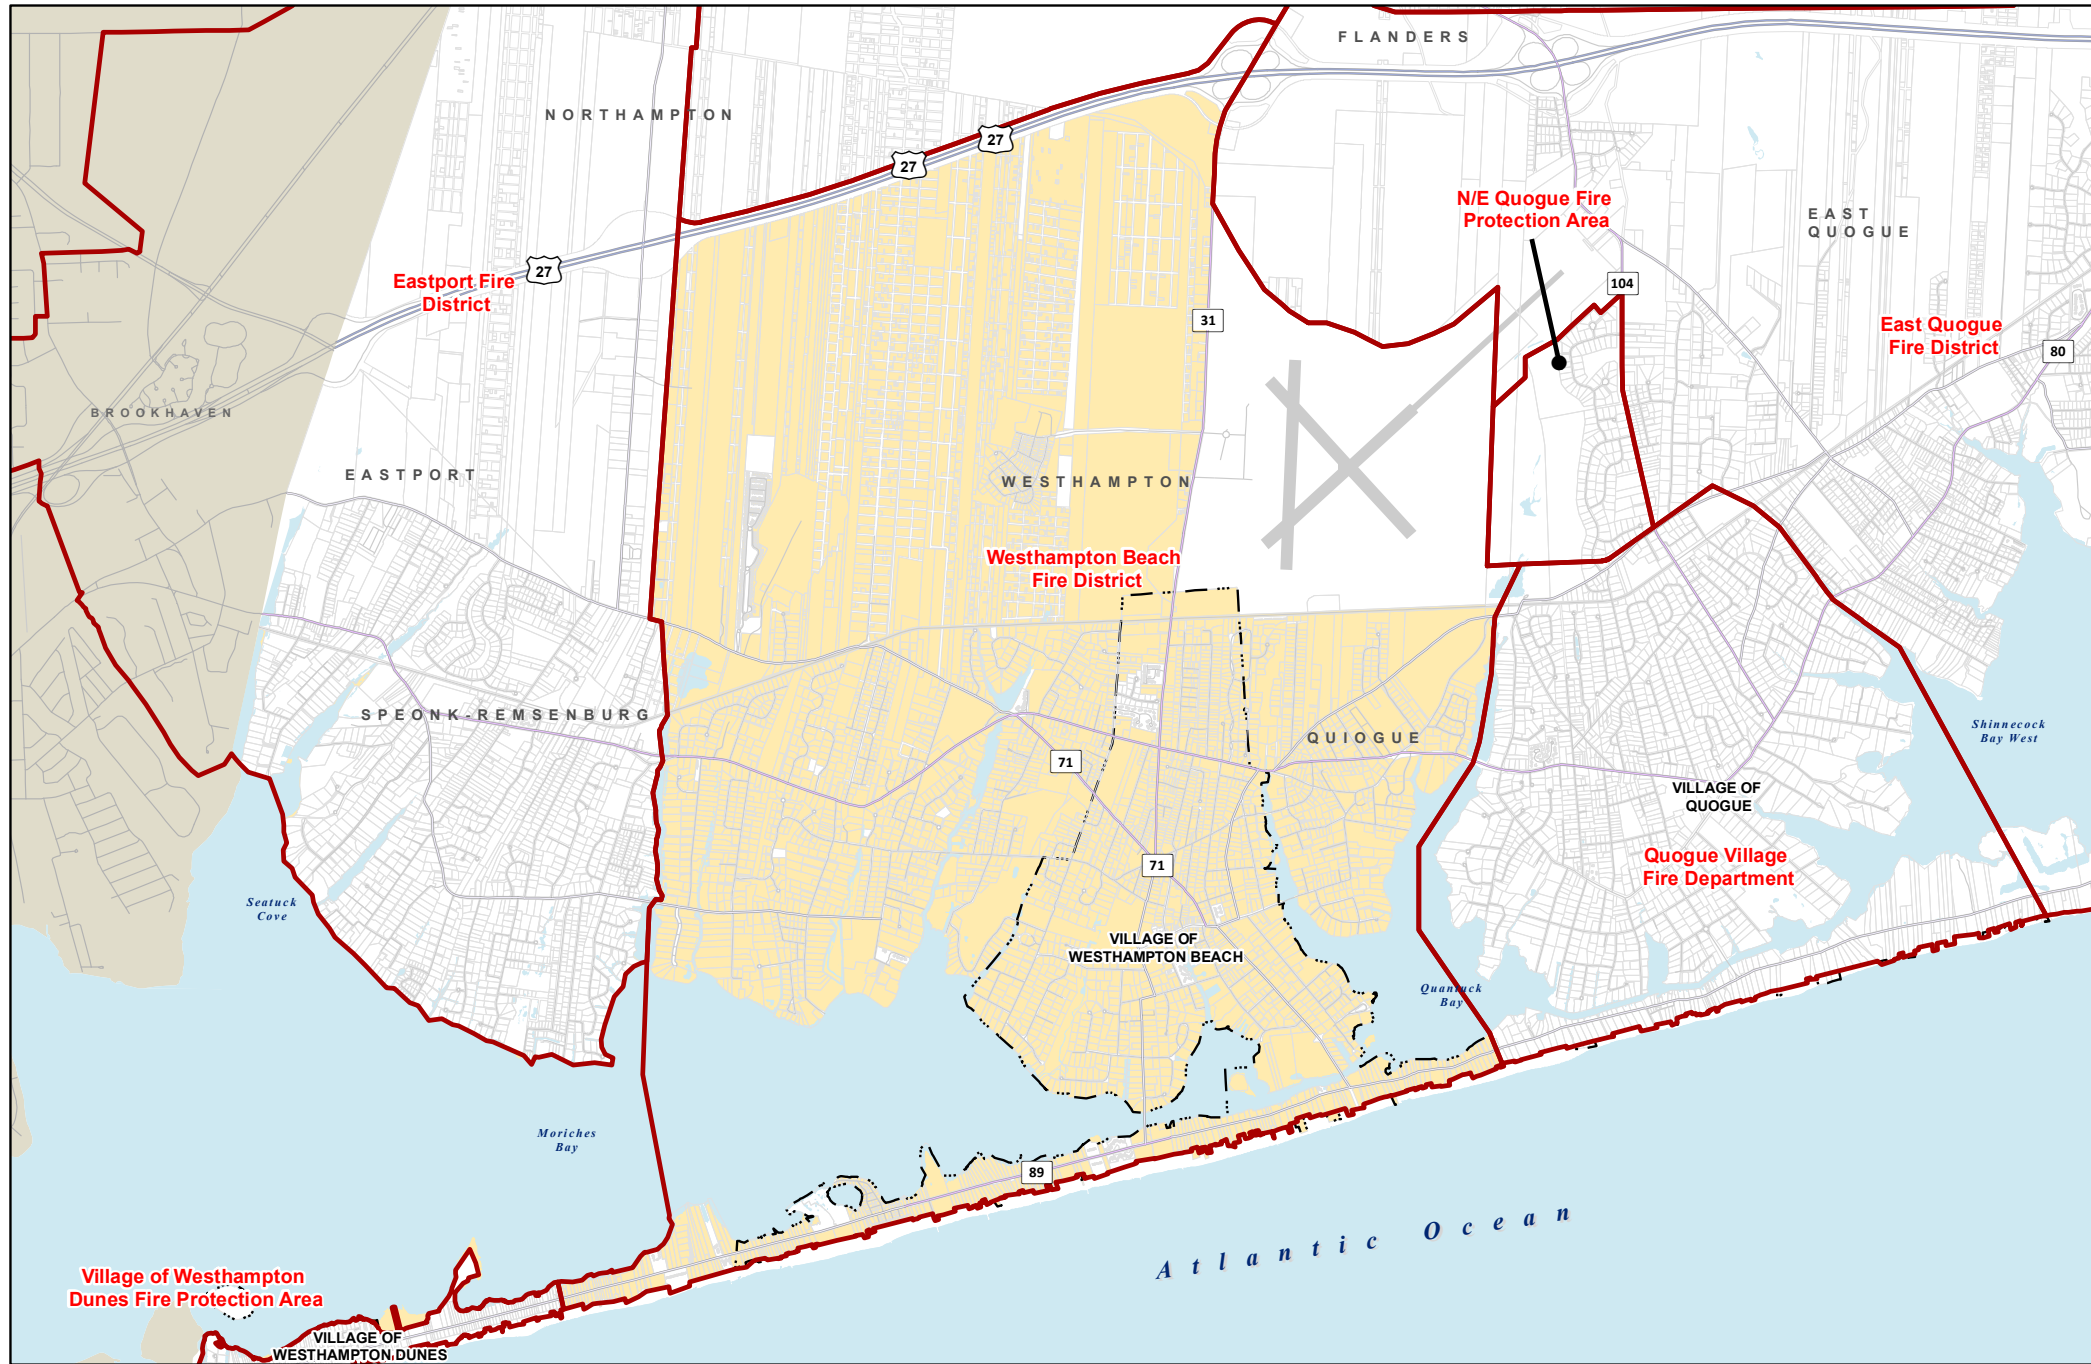 FLANDERS
NORTHAMPTON
27
27
N/E Quogue Fire
Protection Area
EAST
QUOGUE
27
Eastport Fire
District
104
31
East Quogue
Fire District
80
BROOKHAVEN
EASTPORT
WESTHAMPTON
Westhampton Beach
Fire District
SPEONK-REMSENBURG
QUIOGUE
Shinnecock
Bay West
71
VILLAGE OF
QUOGUE
71
Quogue Village
Fire Department
Seatuck
Cove
VILLAGE OF
WESTHAMPTON BEACH
Quantuck
Bay
Moriches
Bay
89
Atlantic Ocean
Village of Westhampton
Dunes Fire Protection Area
VILLAGE OF
WESTHAMPTON DUNES